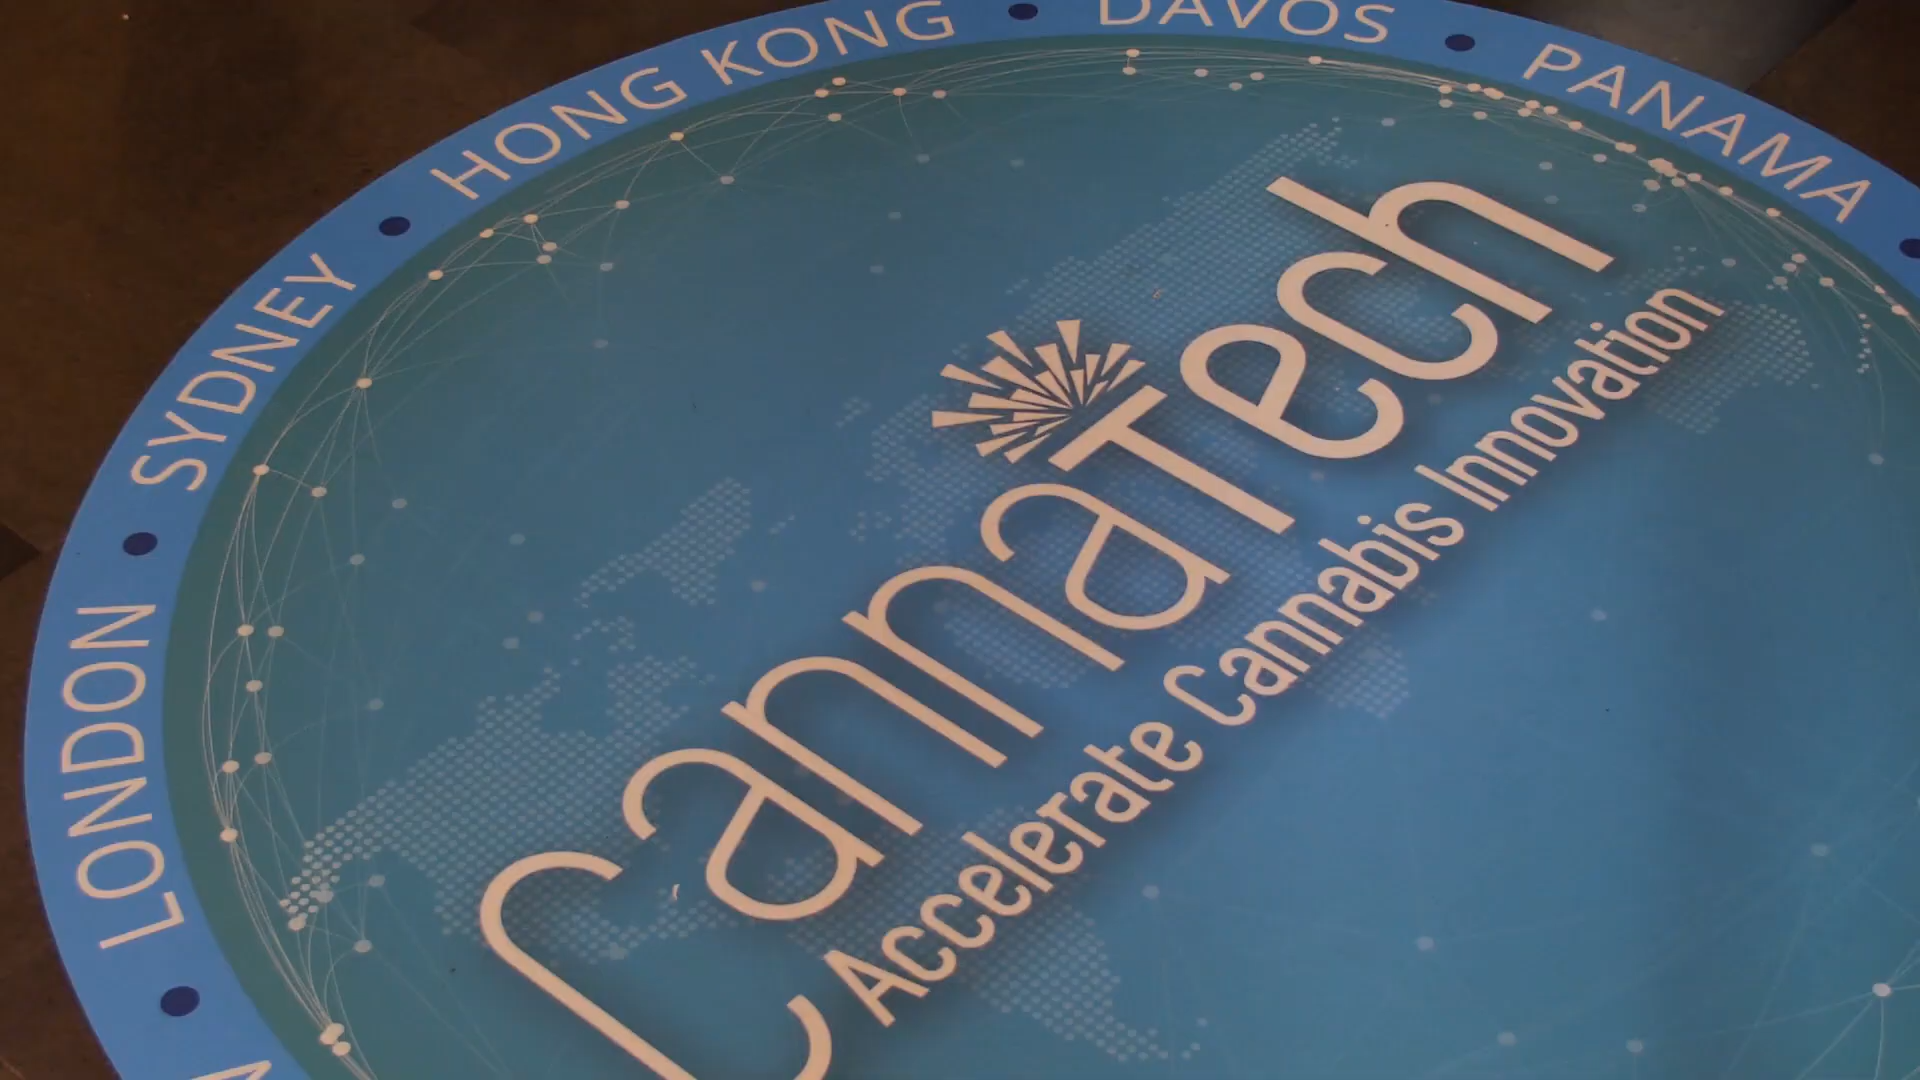 LONDON • SYDNEY • HONG KONG • DAVOS • PANAMA
CannaTech
Accelerate Cannabis Innovation